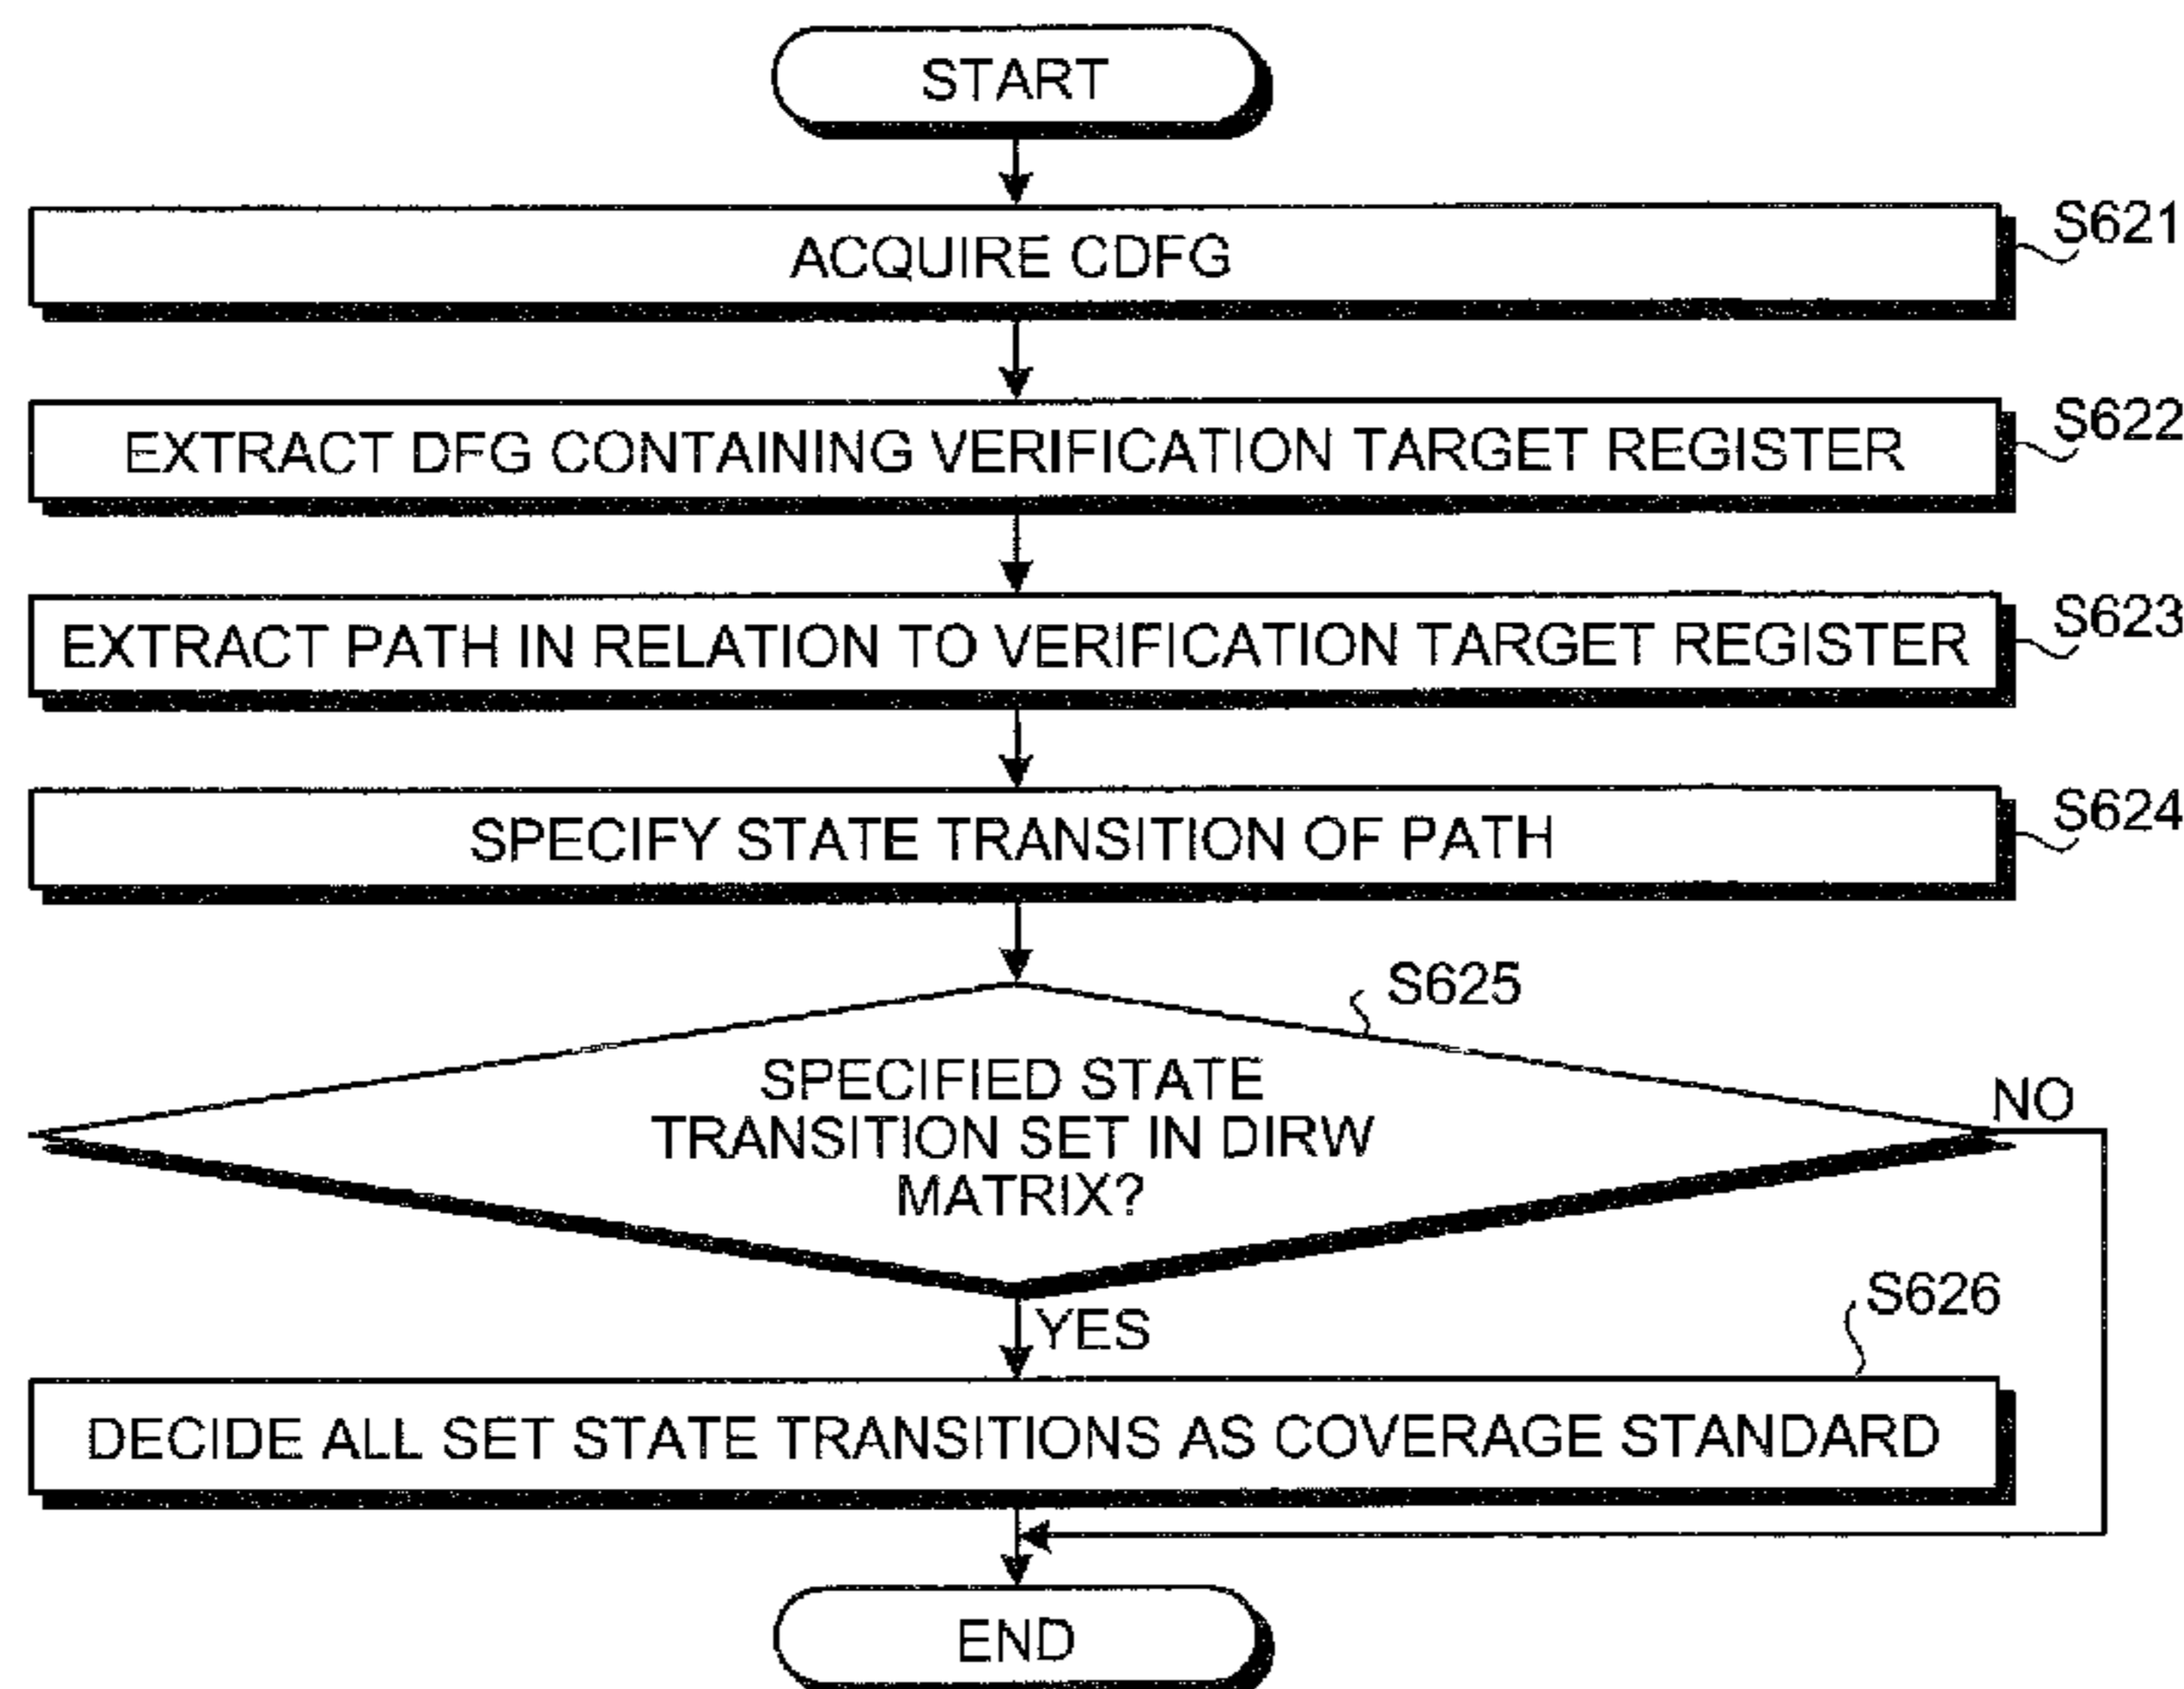 START
ACQUIRE CDFG
S621
EXTRACT DFG CONTAINING VERIFICATION TARGET REGISTER
S622
EXTRACT PATH IN RELATION TO VERIFICATION TARGET REGISTER
S623
SPECIFY STATE TRANSITION OF PATH
S624
S625
SPECIFIED STATE
TRANSITION SET IN DIRW
MATRIX?
NO
YES
S626
DECIDE ALL SET STATE TRANSITIONS AS COVERAGE STANDARD
END